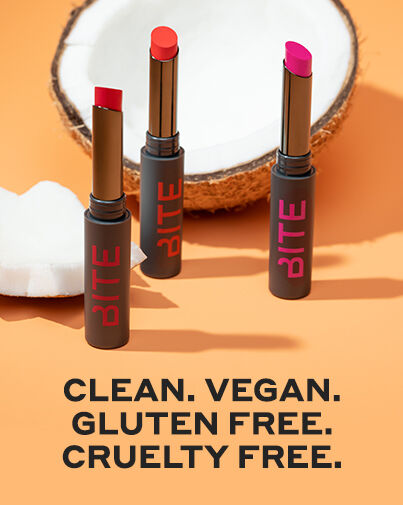 BITE
BITE
BITE
CLEAN. VEGAN.
GLUTEN FREE.
CRUELTY FREE.